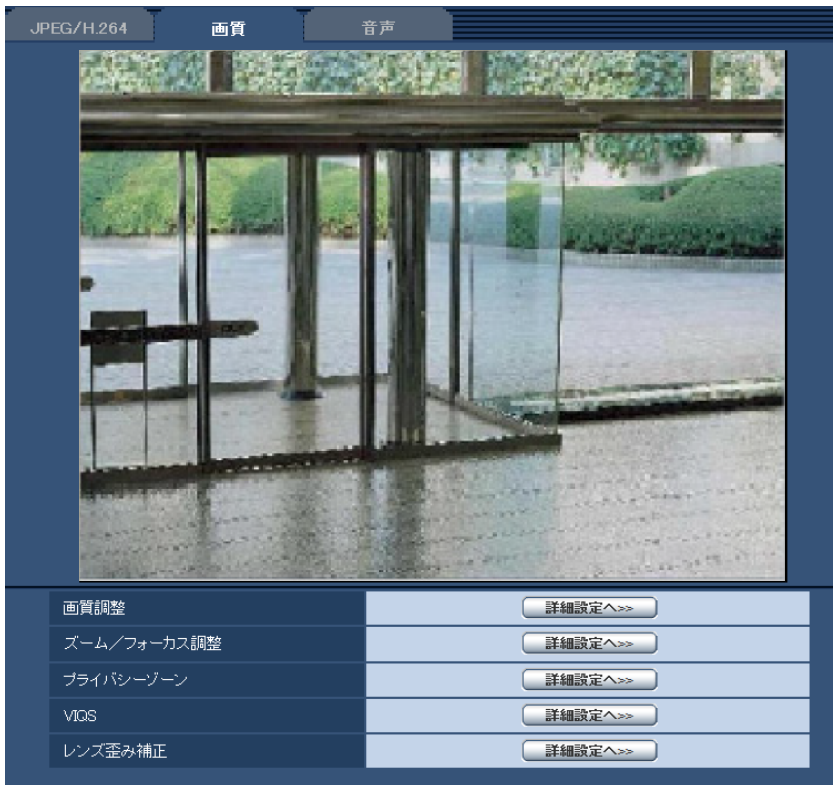 JPEG/H.264
画質
音声
画質調整
詳細設定へ>>
ズーム／フォーカス調整
詳細設定へ>>
プライバシーゾーン
詳細設定へ>>
VIQS
詳細設定へ>>
レンズ歪み補正
詳細設定へ>>